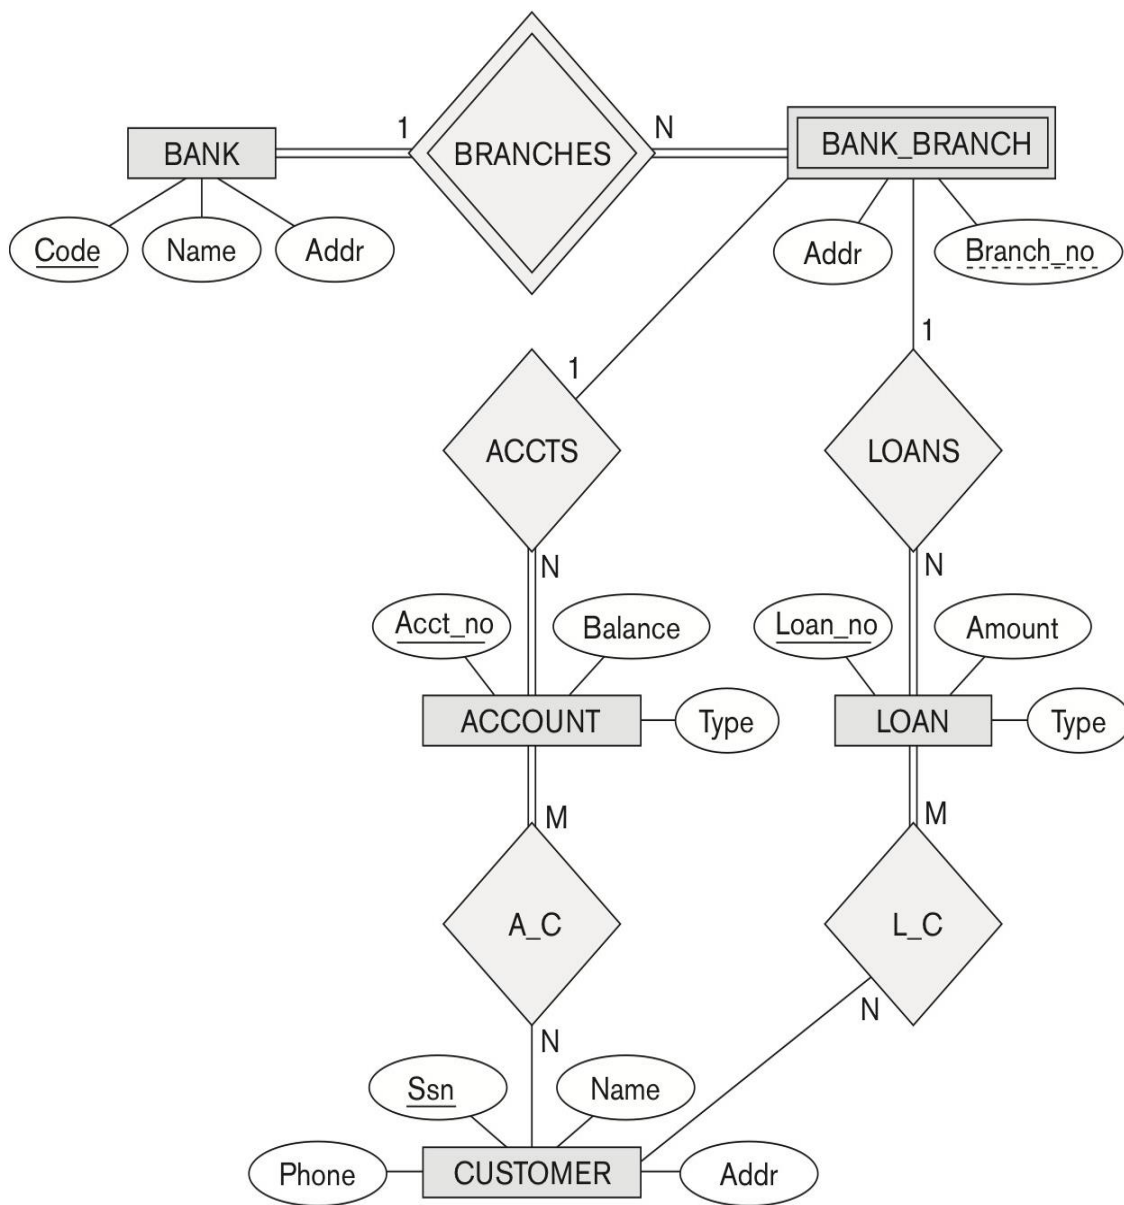 BRANCHES
1
N
BANK
BANK_BRANCH
Code
Name
Addr
Addr
Branch_no
1
1
ACCTS
LOANS
N
N
Acct_no
Balance
Loan_no
Amount
ACCOUNT
Type
LOAN
Type
M
M
A_C
L_C
N
N
Ssn
Name
Phone
CUSTOMER
Addr